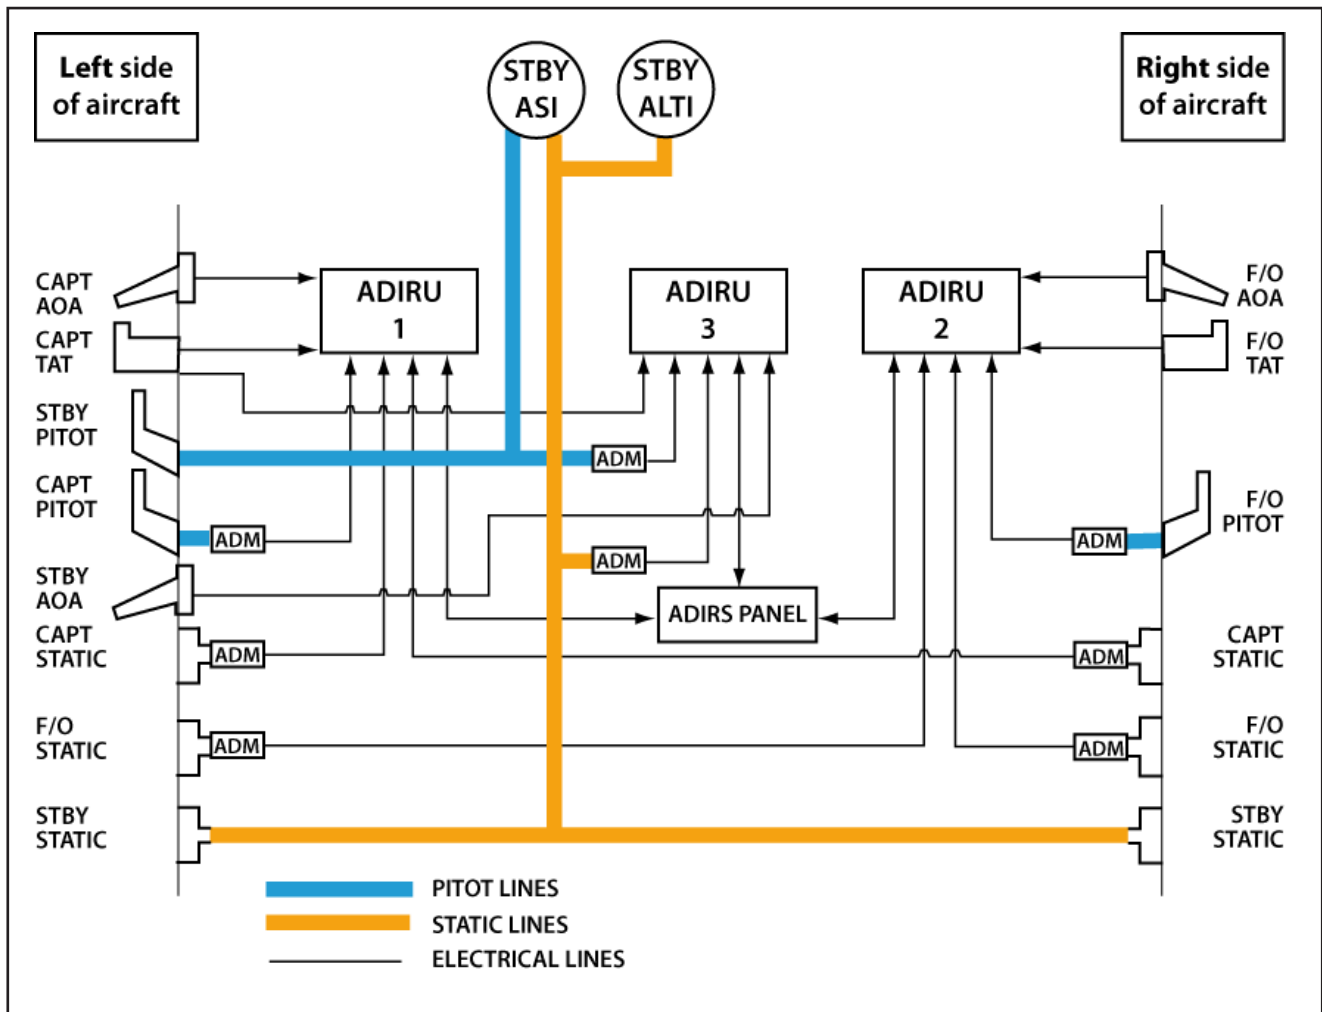 Left side
of aircraft
STBY
ASI
STBY
ALTI
Right side
of aircraft
CAPT
AOA
CAPT
TAT
STBY
PITOT
CAPT
PITOT
STBY
AOA
CAPT
STATIC
F/O
STATIC
STBY
STATIC
ADIRU
1
ADIRU
3
ADIRU
2
ADM
ADM
ADM
ADM
ADM
ADIRS PANEL
ADM
ADM
ADM
F/O
AOA
F/O
TAT
F/O
PITOT
CAPT
STATIC
F/O
STATIC
STBY
STATIC
PITOT LINES
STATIC LINES
ELECTRICAL LINES